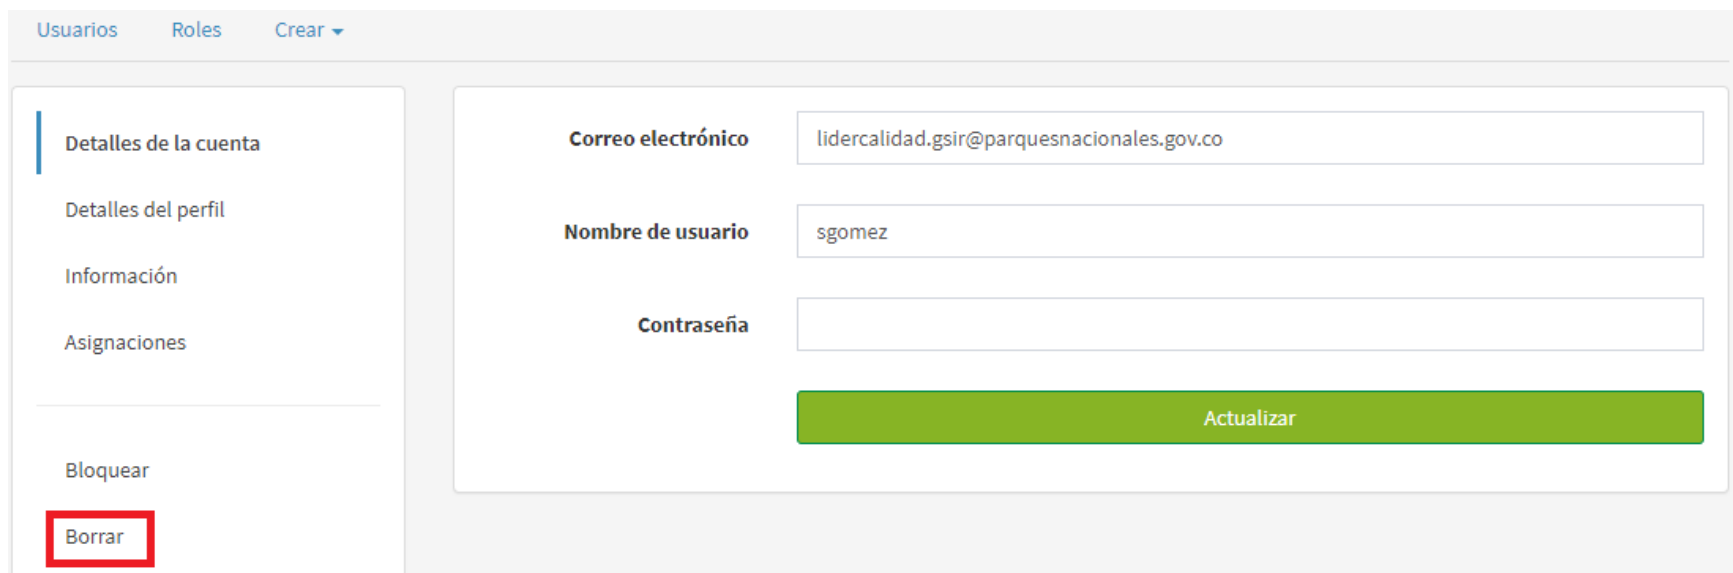 Usuarios Roles Crear
Detalles de la cuenta
Detalles del perfil
Información
Asignaciones
Bloquear
Borrar
Correo electrónico lidercalidad.gsir@parquesnacionales.gov.co
Nombre de usuario sgomez
Contraseña
Actualizar